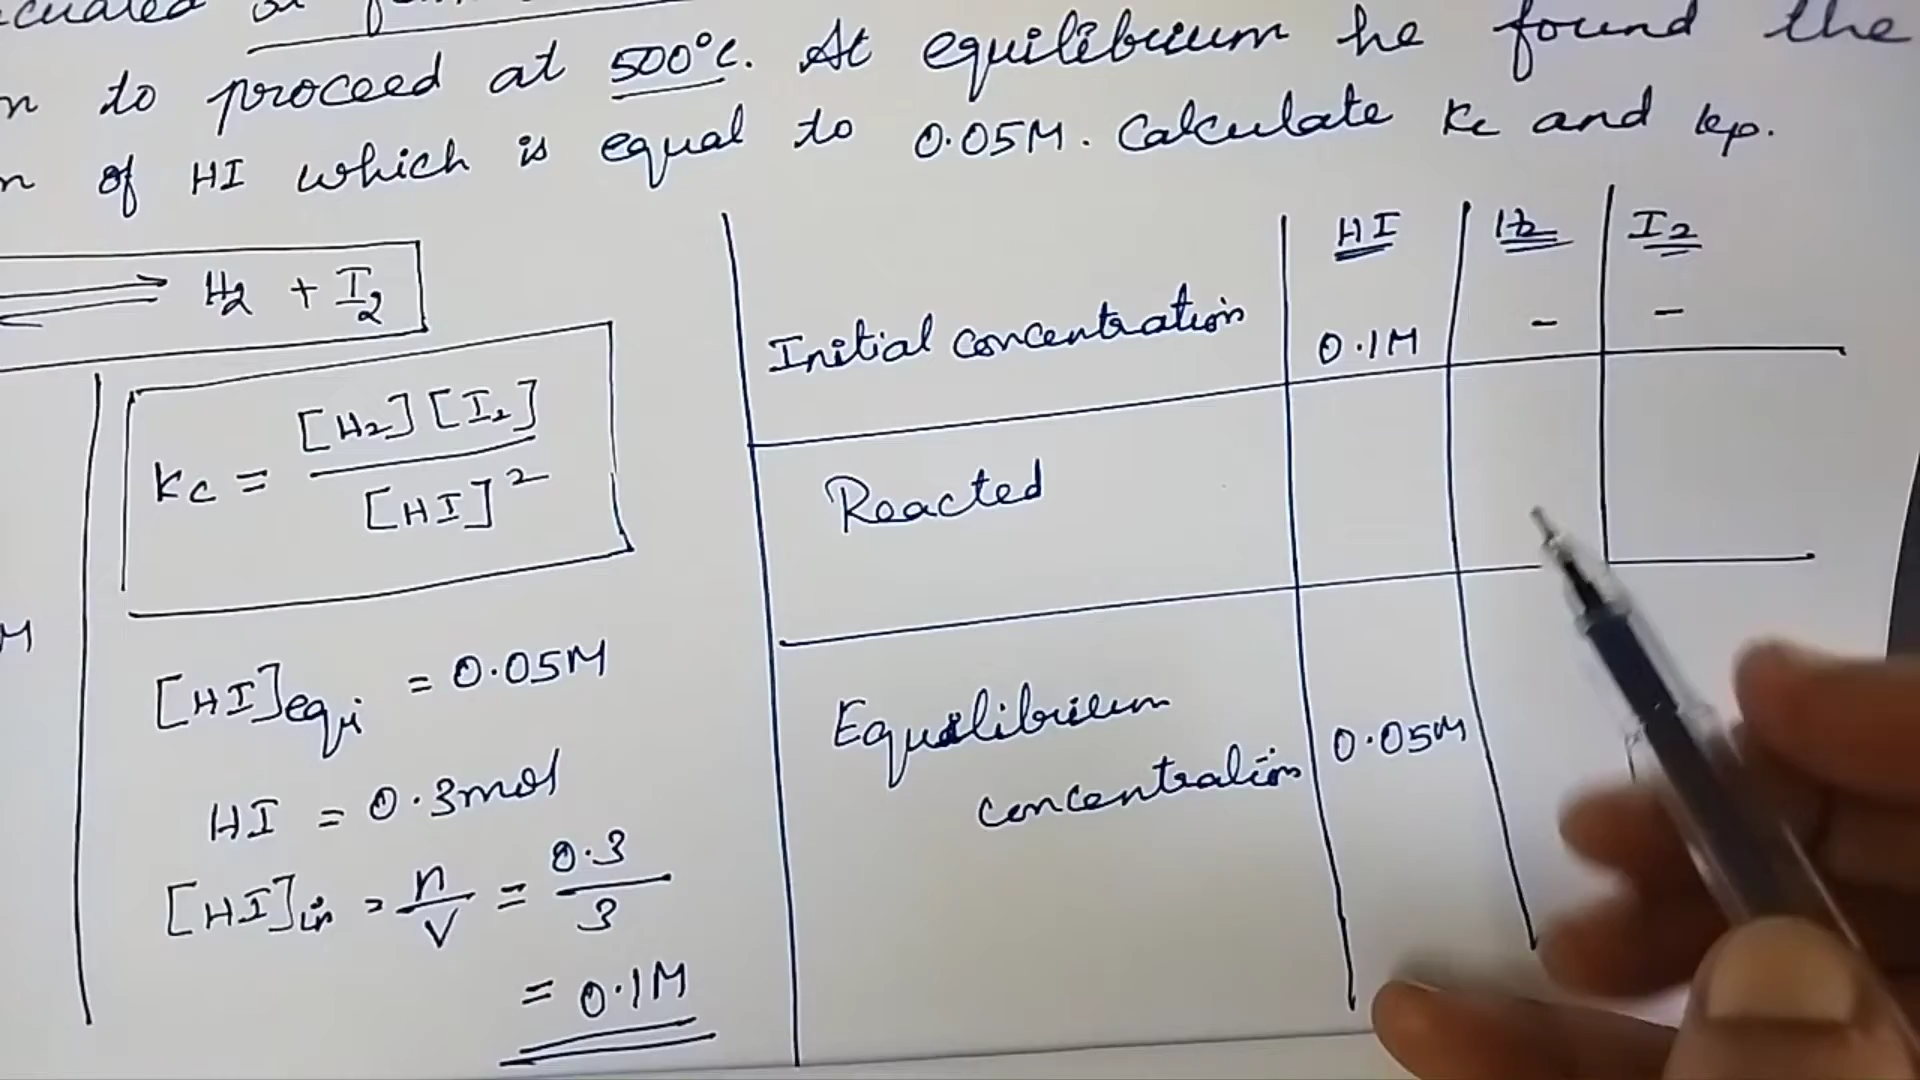 to proceed at 500°C. At equilibrium he found the
of HI which is equal to 0.05M. Calculate Kc and Kp.
⇌ H2 + I2
Kc = [H2][I2] / [HI]²
[HI]equi = 0.05M
HI = 0.3mol
[HI]in = n/V = 0.3/3
= 0.1M
HI H2 I2
Initial concentration 0.1M - -
Reacted
Equilibrium
concentration 0.05M